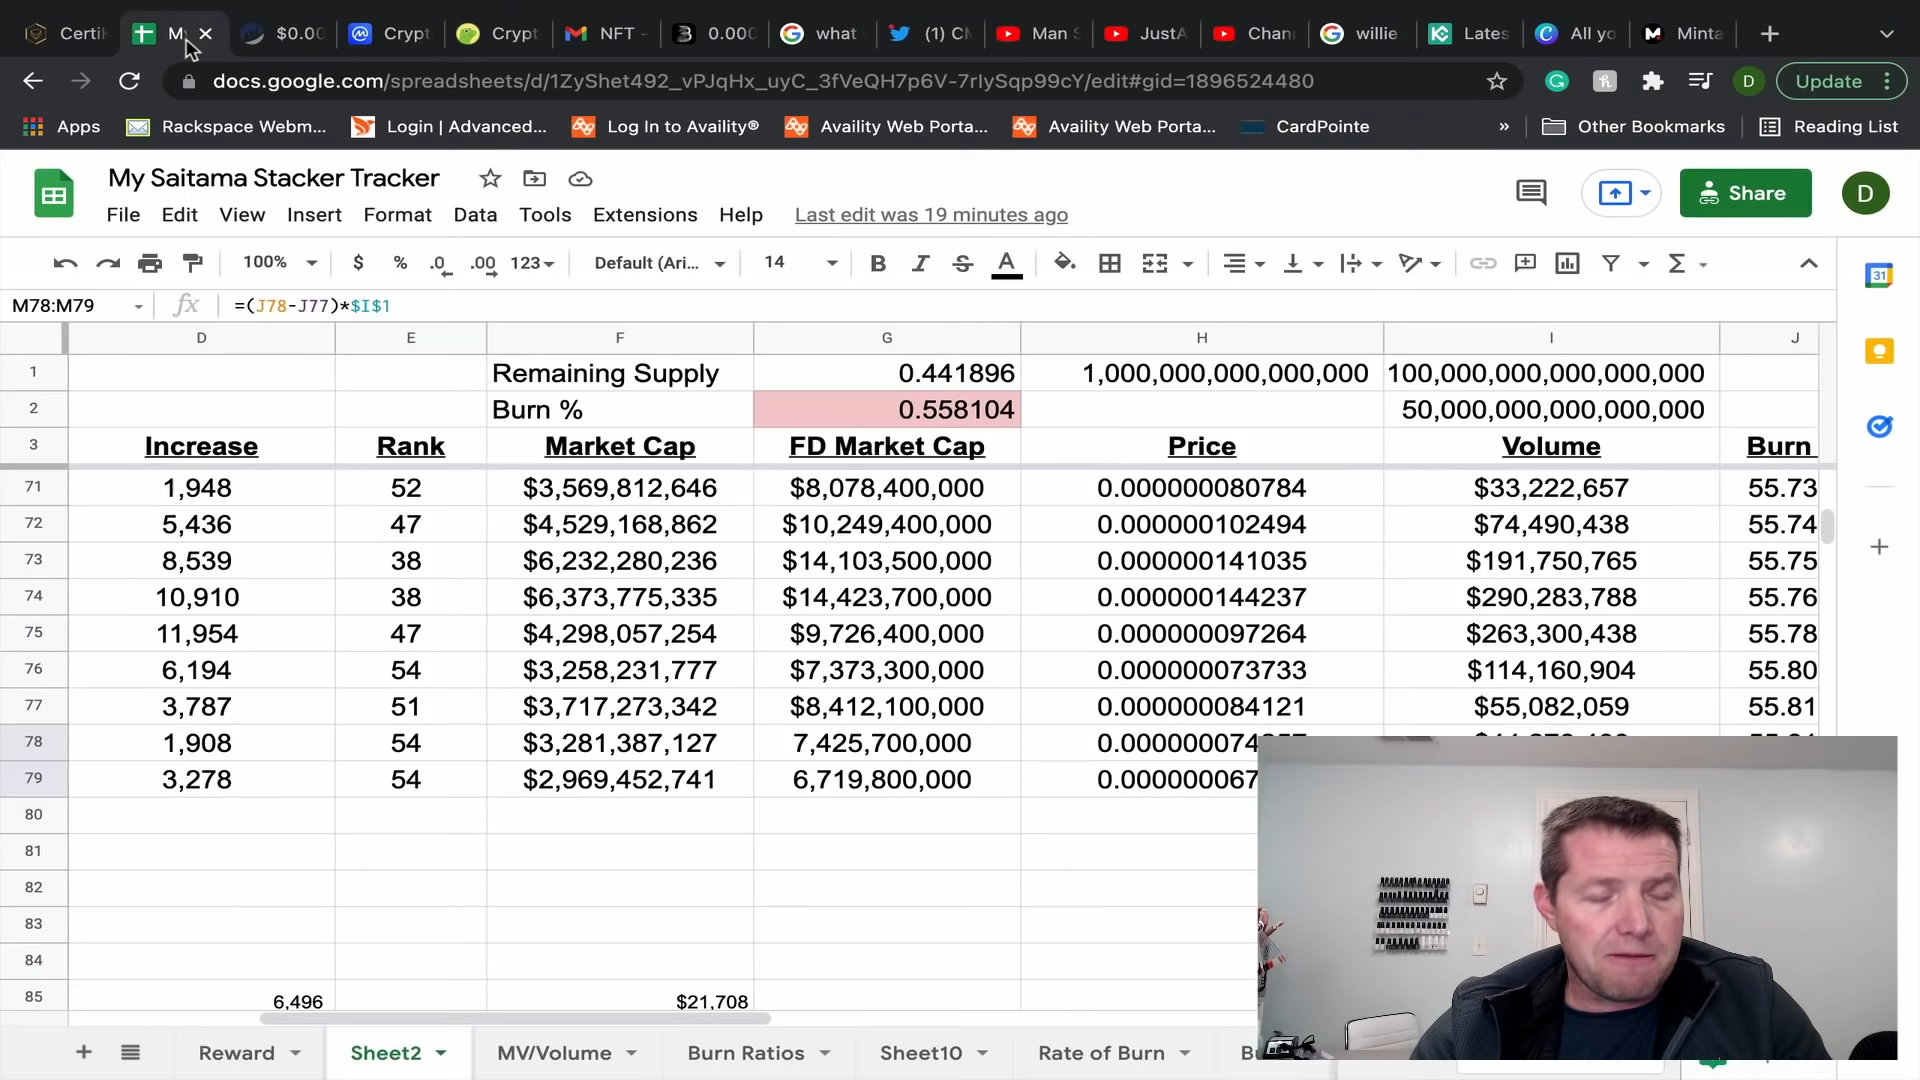 Certik M $0.00 Crypt Crypt NFT - 0.000 what (1) CM Man S JustA Chan willie Lates All yo Minta
docs.google.com/spreadsheets/d/1ZyShet492_vPJqHx_uyC_3fVeQH7p6V-7rIySqp99cY/edit#gid=1896524480 D Update
Apps Rackspace Webm... Login | Advanced... Log In to Availity® Availity Web Porta... Availity Web Porta... CardPointe » Other Bookmarks Reading List
My Saitama Stacker Tracker
Share D
File Edit View Insert Format Data Tools Extensions Help Last edit was 19 minutes ago
100% $ % .0 .00 123 Default (Ari... 14 B I S A
31
M78:M79 fx =(J78-J77)*$I$1
D E F G H I J
1 Remaining Supply 0.441896 1,000,000,000,000,000 100,000,000,000,000,000
2 Burn % 0.558104 50,000,000,000,000,000
3 Increase Rank Market Cap FD Market Cap Price Volume Burn
71 1,948 52 $3,569,812,646 $8,078,400,000 0.000000080784 $33,222,657 55.73
72 5,436 47 $4,529,168,862 $10,249,400,000 0.000000102494 $74,490,438 55.74
73 8,539 38 $6,232,280,236 $14,103,500,000 0.000000141035 $191,750,765 55.75
74 10,910 38 $6,373,775,335 $14,423,700,000 0.000000144237 $290,283,788 55.76
75 11,954 47 $4,298,057,254 $9,726,400,000 0.000000097264 $263,300,438 55.78
76 6,194 54 $3,258,231,777 $7,373,300,000 0.000000073733 $114,160,904 55.80
77 3,787 51 $3,717,273,342 $8,412,100,000 0.000000084121 $55,082,059 55.81
78 1,908 54 $3,281,387,127 7,425,700,000 0.00000007
79 3,278 54 $2,969,452,741 6,719,800,000 0.000000067
80
81
82
83
84
85 6,496 $21,708
Reward Sheet2 MV/Volume Burn Ratios Sheet10 Rate of Burn